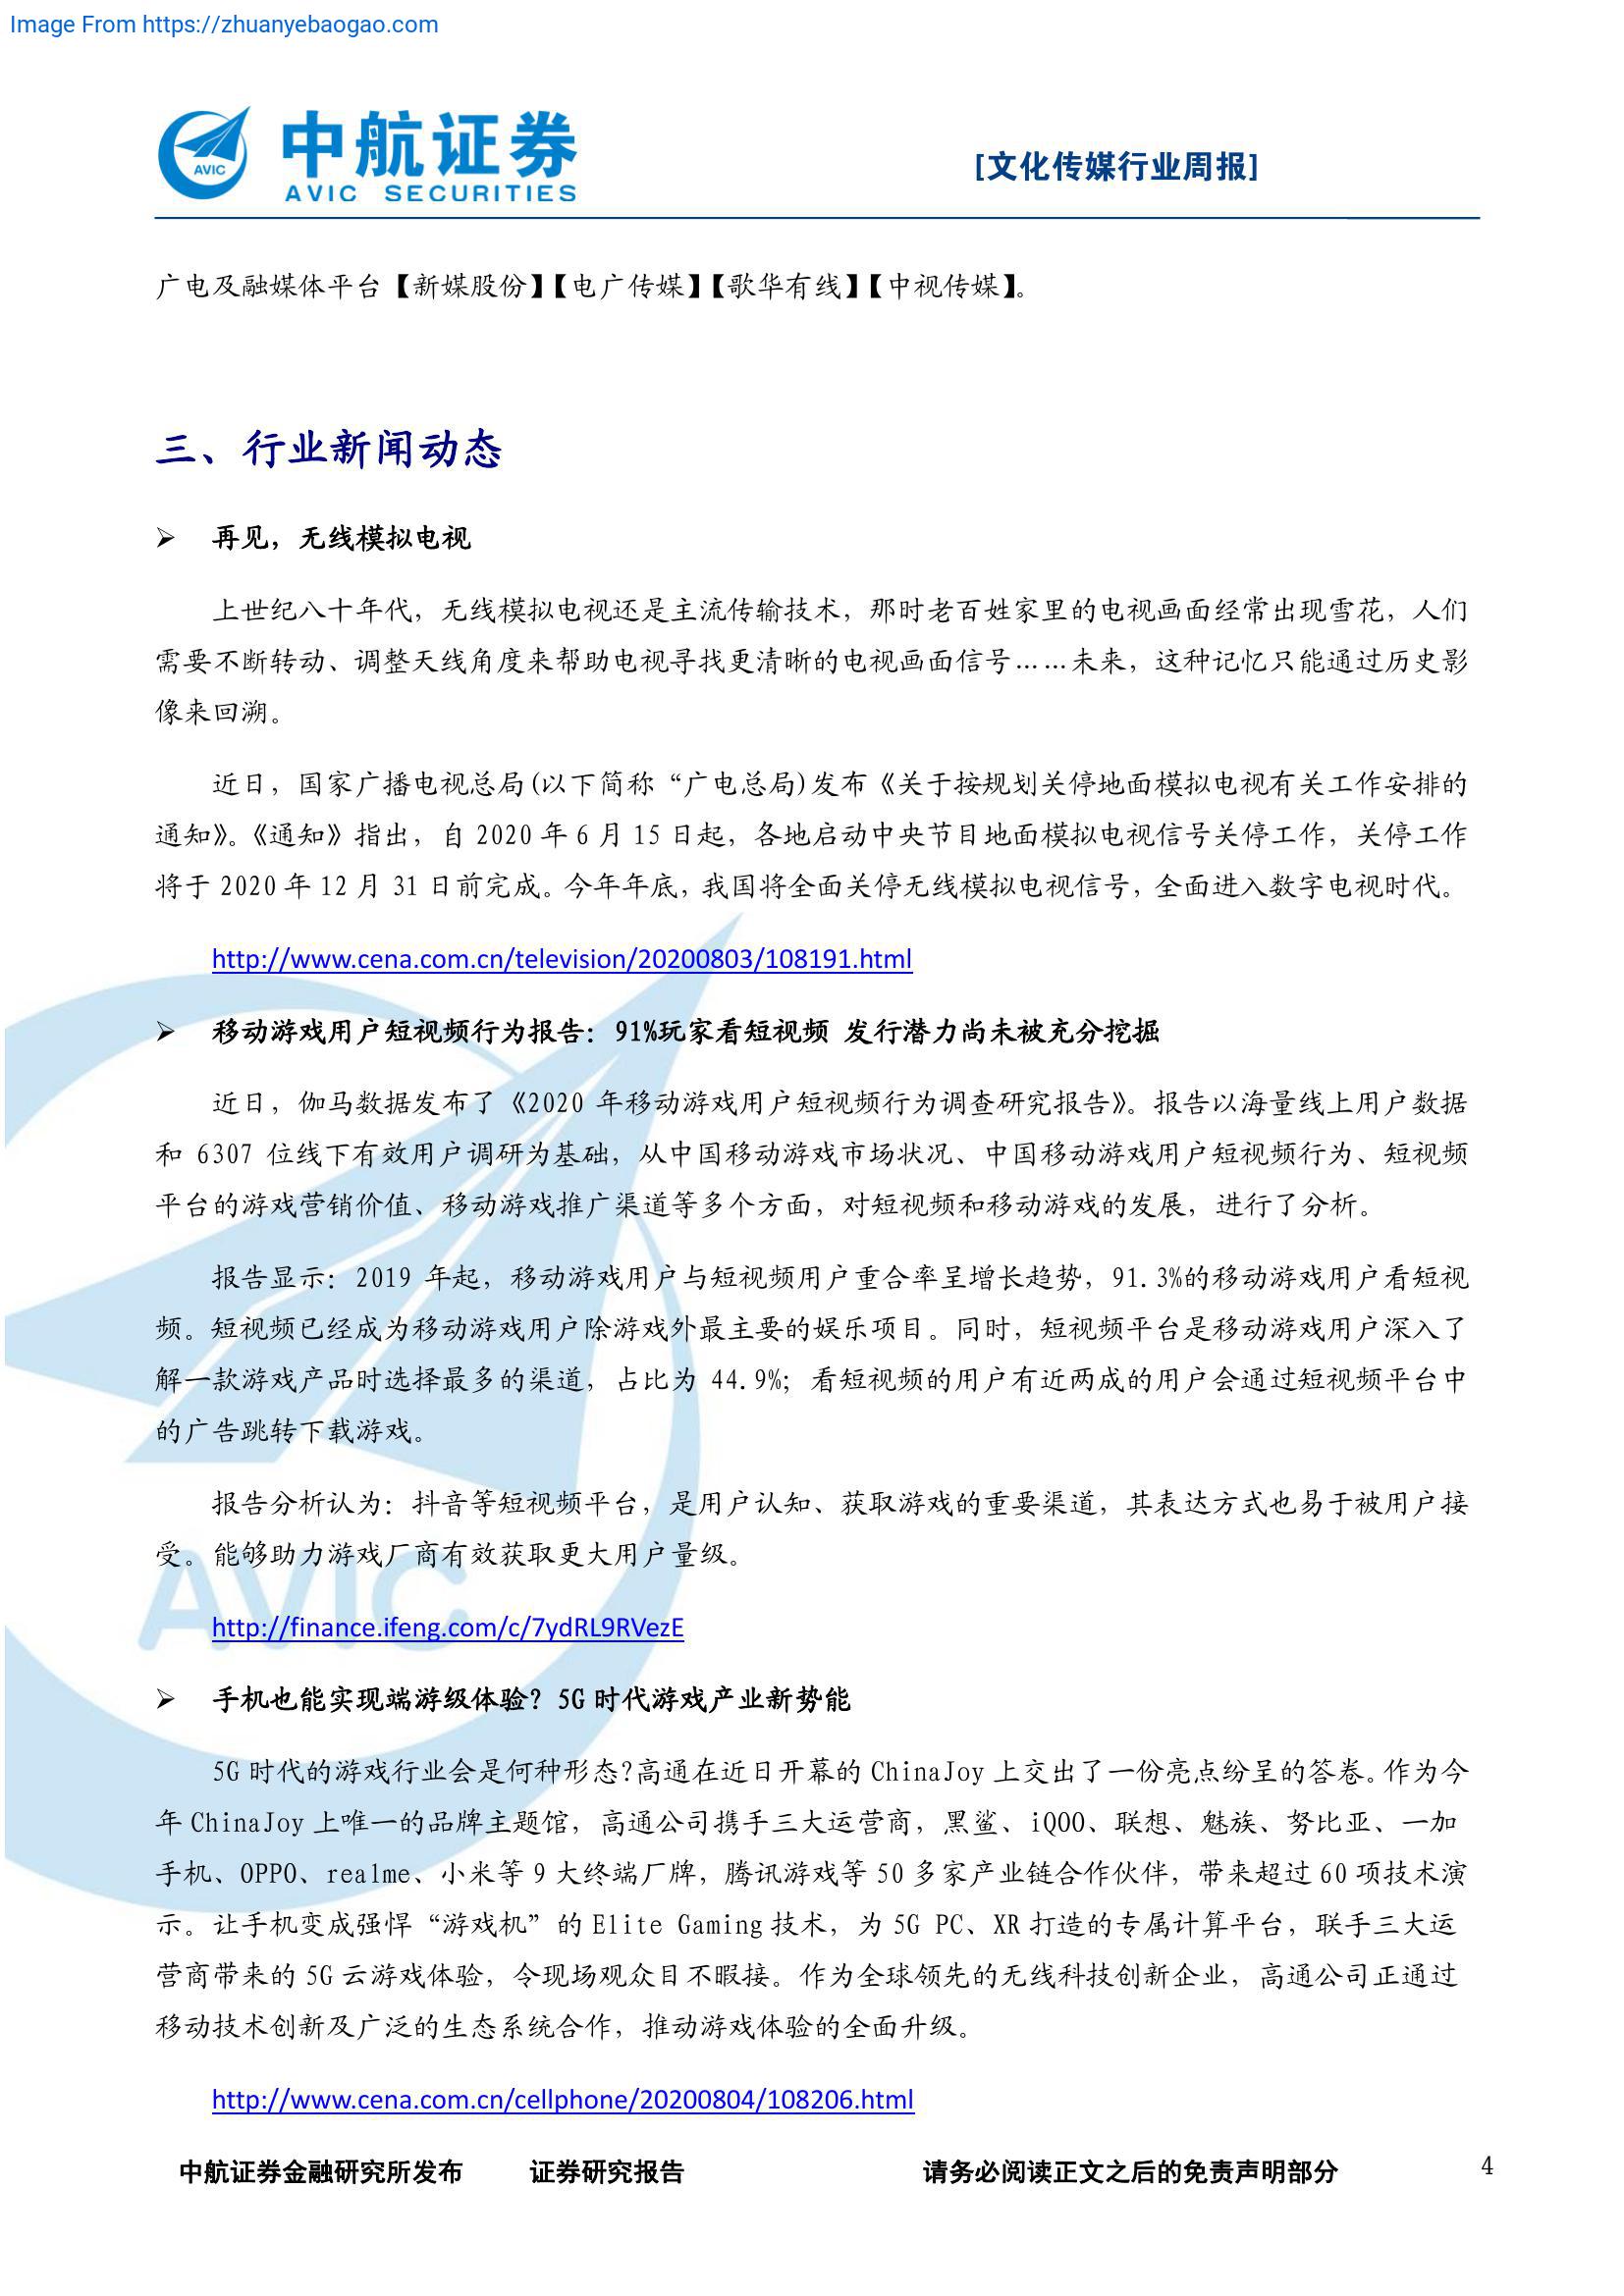 Image From https://zhuanyebaogao.com
AVIC
中航证券
AVIC SECURITIES
[文化传媒行业周报]
广电及融媒体平台【新媒股份】【电广传媒】【歌华有线】【中视传媒】。
三、行业新闻动态
➢ 再见，无线模拟电视
上世纪八十年代，无线模拟电视还是主流传输技术，那时老百姓家里的电视画面经常出现雪花，人们
需要不断转动、调整天线角度来帮助电视寻找更清晰的电视画面信号……未来，这种记忆只能通过历史影
像来回溯。
近日，国家广播电视总局(以下简称“广电总局)发布《关于按规划关停地面模拟电视有关工作安排的
通知》。《通知》指出，自 2020 年 6 月 15 日起，各地启动中央节目地面模拟电视信号关停工作，关停工作
将于 2020 年 12 月 31 日前完成。今年年底，我国将全面关停无线模拟电视信号，全面进入数字电视时代。
http://www.cena.com.cn/television/20200803/108191.html
➢ 移动游戏用户短视频行为报告：91%玩家看短视频 发行潜力尚未被充分挖掘
近日，伽马数据发布了《2020 年移动游戏用户短视频行为调查研究报告》。报告以海量线上用户数据
和 6307 位线下有效用户调研为基础，从中国移动游戏市场状况、中国移动游戏用户短视频行为、短视频
平台的游戏营销价值、移动游戏推广渠道等多个方面，对短视频和移动游戏的发展，进行了分析。
报告显示：2019 年起，移动游戏用户与短视频用户重合率呈增长趋势，91.3%的移动游戏用户看短视
频。短视频已经成为移动游戏用户除游戏外最主要的娱乐项目。同时，短视频平台是移动游戏用户深入了
解一款游戏产品时选择最多的渠道，占比为 44.9%；看短视频的用户有近两成的用户会通过短视频平台中
的广告跳转下载游戏。
报告分析认为：抖音等短视频平台，是用户认知、获取游戏的重要渠道，其表达方式也易于被用户接
受。能够助力游戏厂商有效获取更大用户量级。
AVIC
http://finance.ifeng.com/c/7ydRL9RVezE
➢ 手机也能实现端游级体验？5G 时代游戏产业新势能
5G 时代的游戏行业会是何种形态?高通在近日开幕的 ChinaJoy 上交出了一份亮点纷呈的答卷。作为今
年 ChinaJoy 上唯一的品牌主题馆，高通公司携手三大运营商，黑鲨、iQOO、联想、魅族、努比亚、一加
手机、OPPO、realme、小米等 9 大终端厂牌，腾讯游戏等 50 多家产业链合作伙伴，带来超过 60 项技术演
示。让手机变成强悍“游戏机”的 Elite Gaming 技术，为 5G PC、XR 打造的专属计算平台，联手三大运
营商带来的 5G 云游戏体验，令现场观众目不暇接。作为全球领先的无线科技创新企业，高通公司正通过
移动技术创新及广泛的生态系统合作，推动游戏体验的全面升级。
http://www.cena.com.cn/cellphone/20200804/108206.html
中航证券金融研究所发布 证券研究报告 请务必阅读正文之后的免责声明部分 4